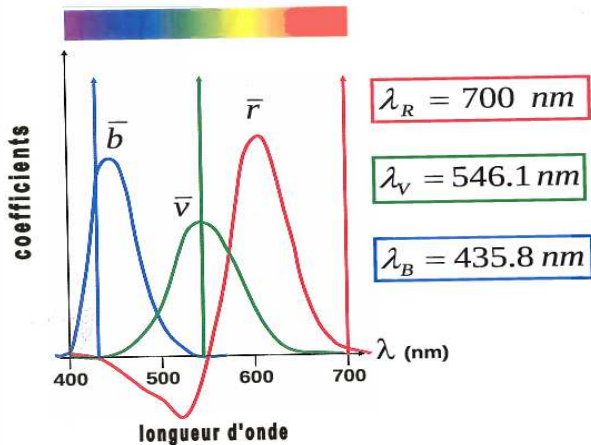 b̅
r̅
v̅
λ_R = 700 nm
λ_V = 546.1 nm
λ_B = 435.8 nm
coefficients
400 500 600 700
λ (nm)
longueur d'onde